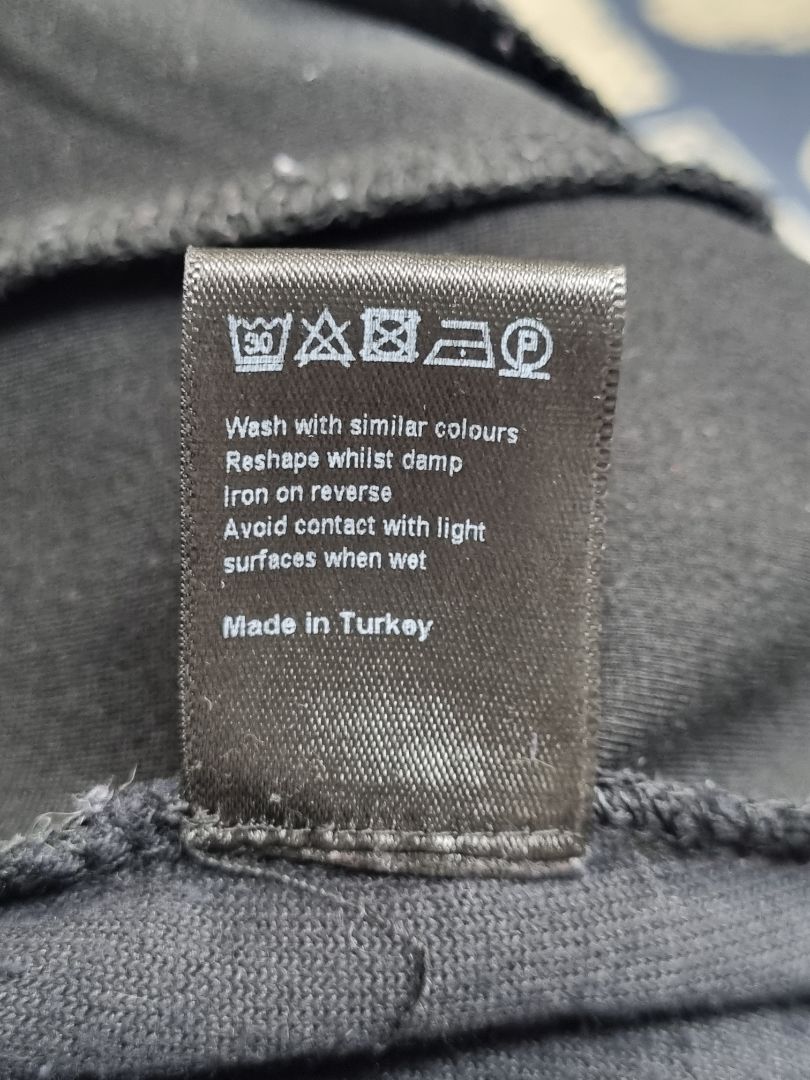 30 P
Wash with similar colours
Reshape whilst damp
Iron on reverse
Avoid contact with light
surfaces when wet
Made in Turkey